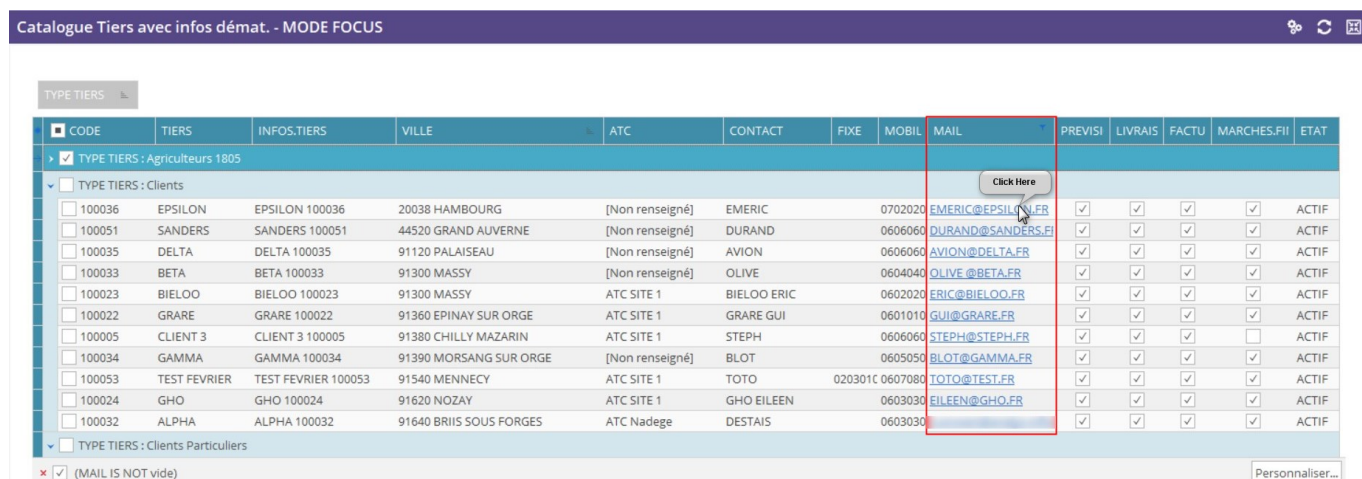 Catalogue Tiers avec infos démat. - MODE FOCUS
TYPE TIERS
CODE TIERS INFOS.TIERS VILLE ATC CONTACT FIXE MOBIL MAIL PREVISI LIVRAIS FACTU MARCHES.FII ETAT
TYPE TIERS : Agriculteurs 1805
TYPE TIERS : Clients
Click Here
100036 EPSILON EPSILON 100036 20038 HAMBOURG [Non renseigné] EMERIC 0702020 EMERIC@EPSILON.FR ACTIF
100051 SANDERS SANDERS 100051 44520 GRAND AUVERNE [Non renseigné] DURAND 0606060 DURAND@SANDERS.FI ACTIF
100035 DELTA DELTA 100035 91120 PALAISEAU [Non renseigné] AVION 0606060 AVION@DELTA.FR ACTIF
100033 BETA BETA 100033 91300 MASSY [Non renseigné] OLIVE 0604040 OLIVE @BETA.FR ACTIF
100023 BIELOO BIELOO 100023 91300 MASSY ATC SITE 1 BIELOO ERIC 0602020 ERIC@BIELOO.FR ACTIF
100022 GRARE GRARE 100022 91360 EPINAY SUR ORGE ATC SITE 1 GRARE GUI 0601010 GUI@GRARE.FR ACTIF
100005 CLIENT 3 CLIENT 3 100005 91380 CHILLY MAZARIN ATC SITE 1 STEPH 0606060 STEPH@STEPH.FR ACTIF
100034 GAMMA GAMMA 100034 91390 MORSANG SUR ORGE [Non renseigné] BLOT 0605050 BLOT@GAMMA.FR ACTIF
100053 TEST FEVRIER TEST FEVRIER 100053 91540 MENNECY ATC SITE 1 TOTO 020301C 0607080 TOTO@TEST.FR ACTIF
100024 GHO GHO 100024 91620 NOZAY ATC SITE 1 GHO EILEEN 0603030 EILEEN@GHO.FR ACTIF
100032 ALPHA ALPHA 100032 91640 BRIIS SOUS FORGES ATC Nadege DESTAIS 0603030 ACTIF
TYPE TIERS : Clients Particuliers
(MAIL IS NOT vide) Personnaliser...